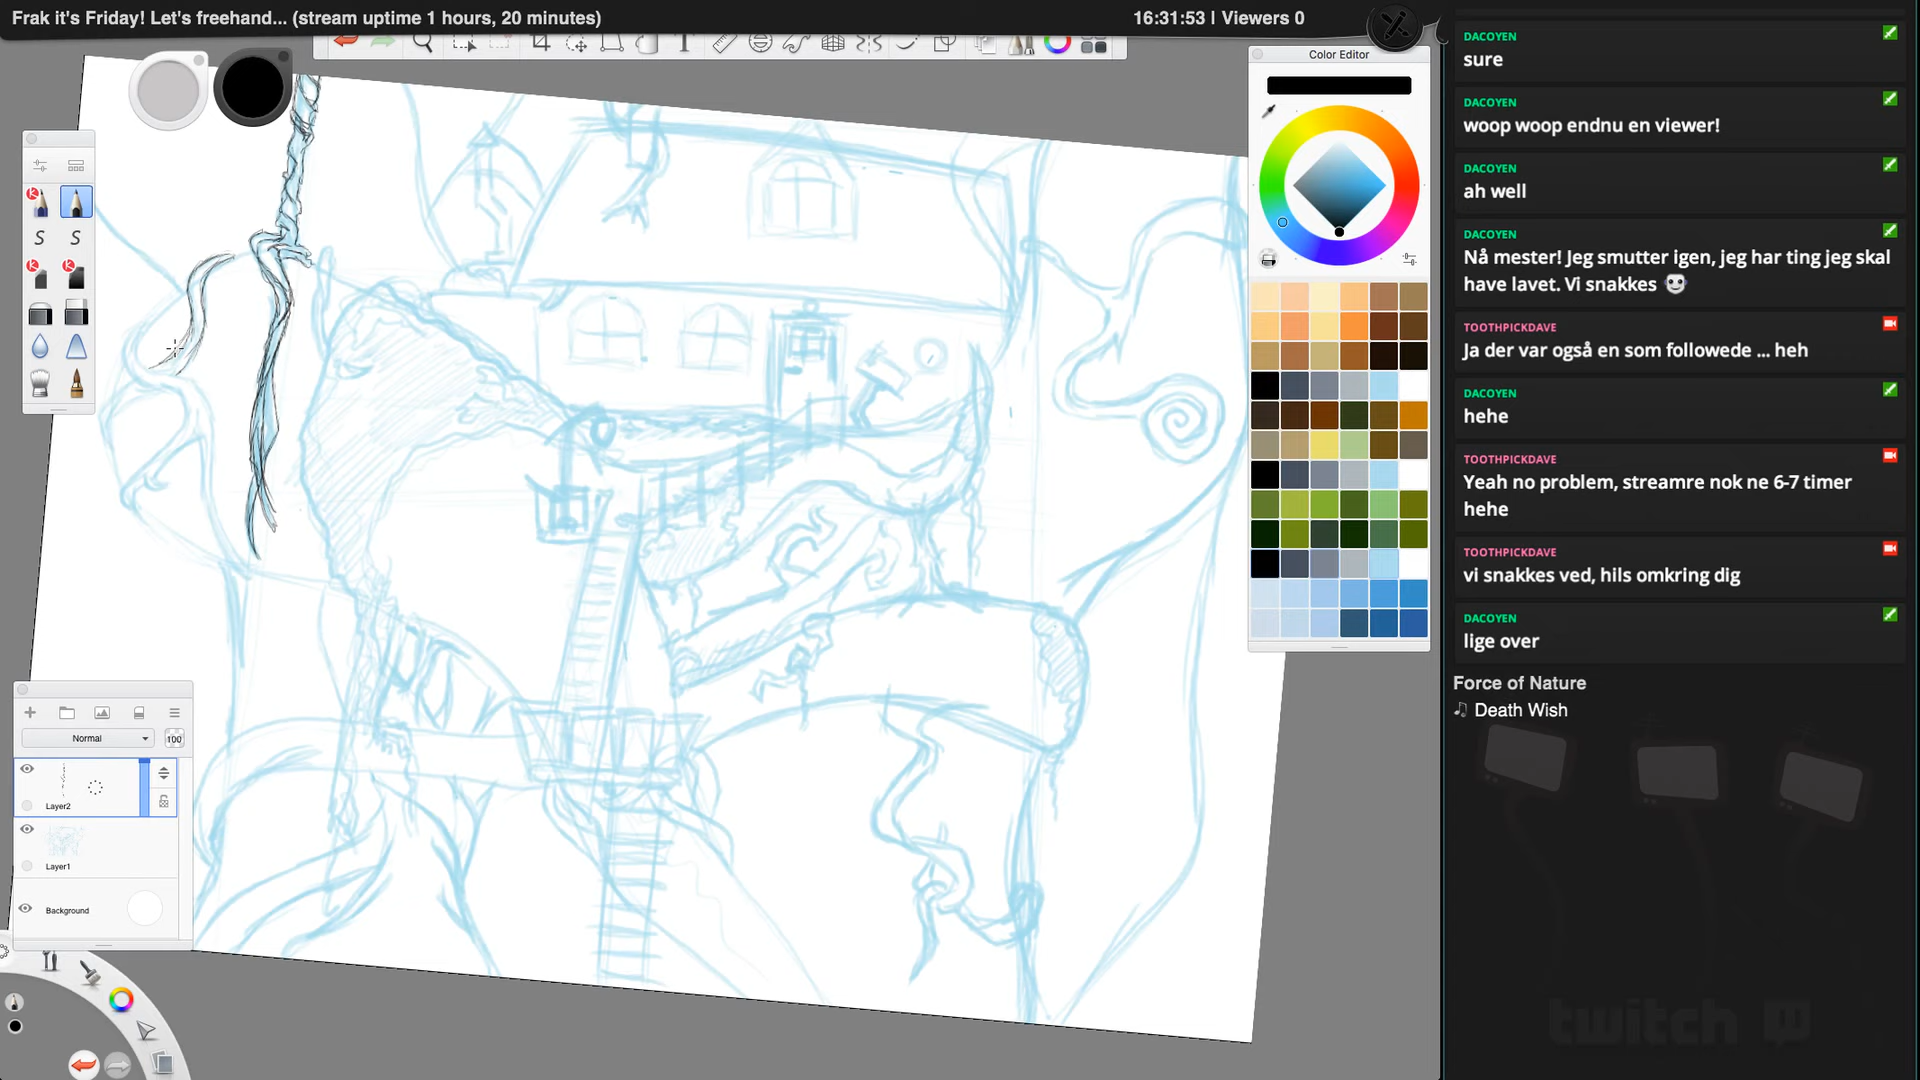 Frak it's Friday! Let's freehand... (stream uptime 1 hours, 20 minutes)
16:31:53 | Viewers 0
Color Editor
Normal
100
Layer2
Layer1
Background
DACOYEN
sure
DACOYEN
woop woop endnu en viewer!
DACOYEN
ah well
DACOYEN
Nå mester! Jeg smutter igen, jeg har ting jeg skal
have lavet. Vi snakkes
TOOTHPICKDAVE
Ja der var også en som followede ... heh
DACOYEN
hehe
TOOTHPICKDAVE
Yeah no problem, streamre nok ne 6-7 timer
hehe
TOOTHPICKDAVE
vi snakkes ved, hils omkring dig
DACOYEN
lige over
Force of Nature
Death Wish
twitch